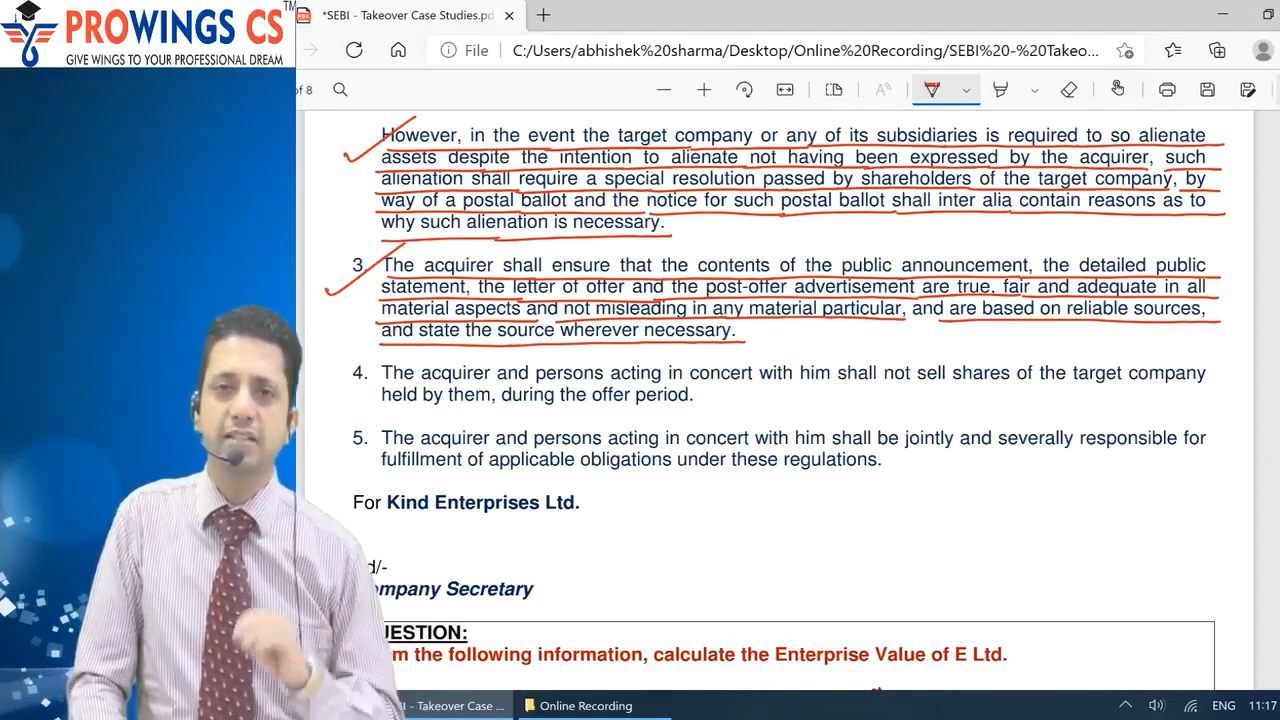 PROWINGS CS TM
GIVE WINGS TO YOUR PROFESSIONAL DREAM
*SEBI - Takeover Case Studies.pd
File C:/Users/abhishek%20sharma/Desktop/Online%20Recording/SEBI%20-%20Takeo...
of 8
However, in the event the target company or any of its subsidiaries is required to so alienate
assets despite the intention to alienate not having been expressed by the acquirer, such
alienation shall require a special resolution passed by shareholders of the target company, by
way of a postal ballot and the notice for such postal ballot shall inter alia contain reasons as to
why such alienation is necessary.
3. The acquirer shall ensure that the contents of the public announcement, the detailed public
statement, the letter of offer and the post-offer advertisement are true, fair and adequate in all
material aspects and not misleading in any material particular, and are based on reliable sources,
and state the source wherever necessary.
4. The acquirer and persons acting in concert with him shall not sell shares of the target company
held by them, during the offer period.
5. The acquirer and persons acting in concert with him shall be jointly and severally responsible for
fulfillment of applicable obligations under these regulations.
For Kind Enterprises Ltd.
d/-
ompany Secretary
UESTION:
m the following information, calculate the Enterprise Value of E Ltd.
BI - Takeover Case ... Online Recording ENG 11:17